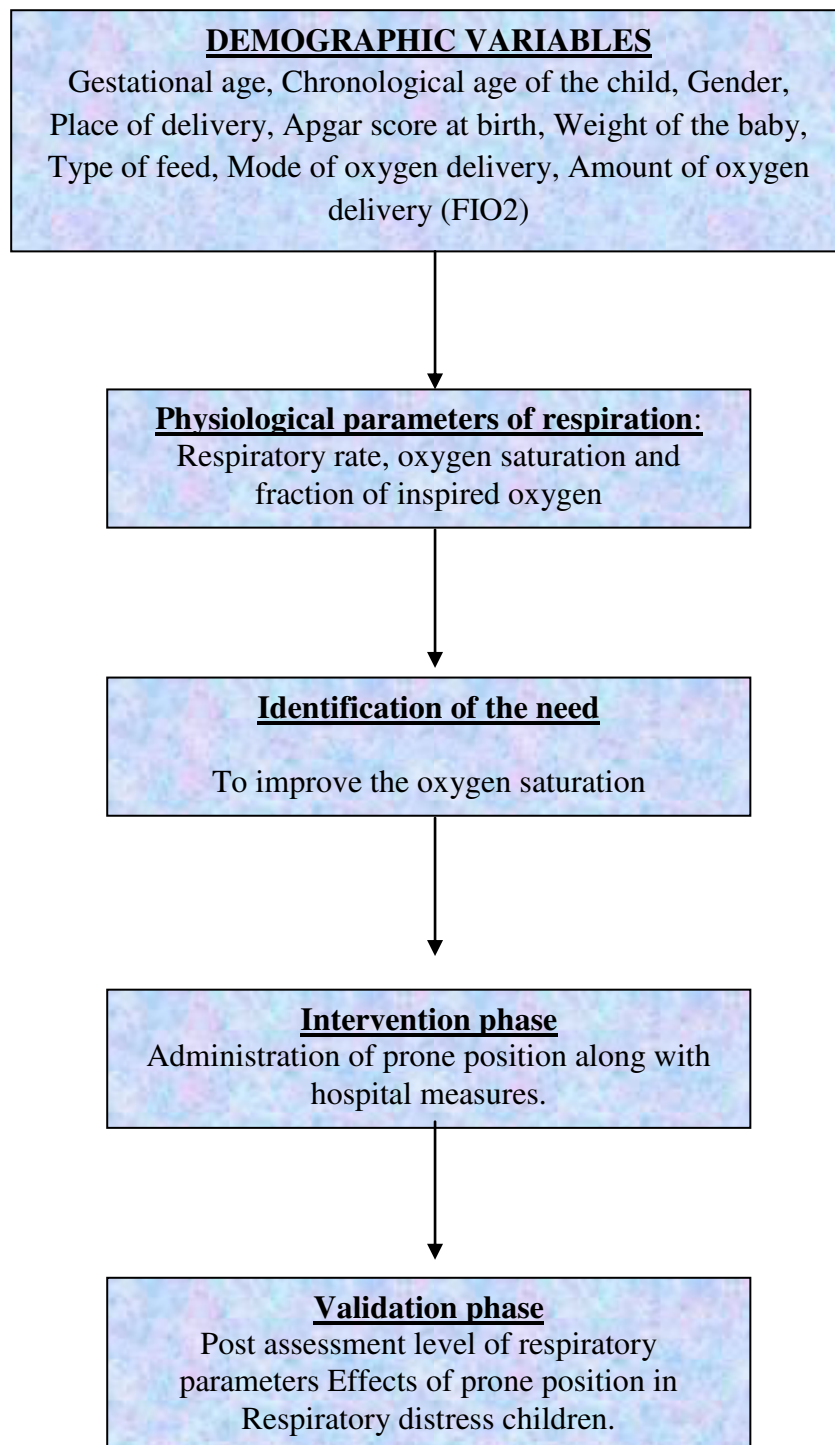 DEMOGRAPHIC VARIABLES
Gestational age, Chronological age of the child, Gender,
Place of delivery, Apgar score at birth, Weight of the baby,
Type of feed, Mode of oxygen delivery, Amount of oxygen
delivery (FIO2)
Physiological parameters of respiration:
Respiratory rate, oxygen saturation and
fraction of inspired oxygen
Identification of the need
To improve the oxygen saturation
Intervention phase
Administration of prone position along with
hospital measures.
Validation phase
Post assessment level of respiratory
parameters Effects of prone position in
Respiratory distress children.